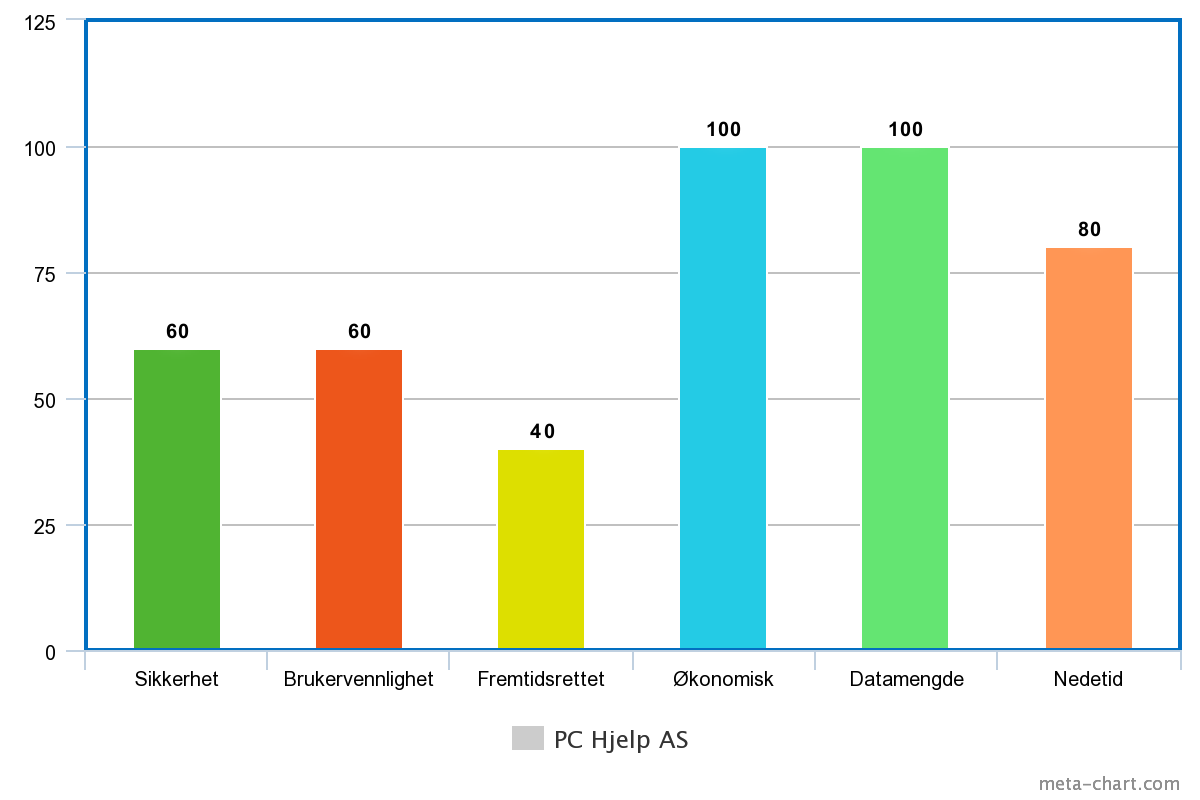 125
100
100
100
80
75
60
60
50
40
25
0
Sikkerhet
Brukervennlighet
Fremtidsrettet
Økonomisk
Datamengde
Nedetid
PC Hjelp AS
meta-chart.com